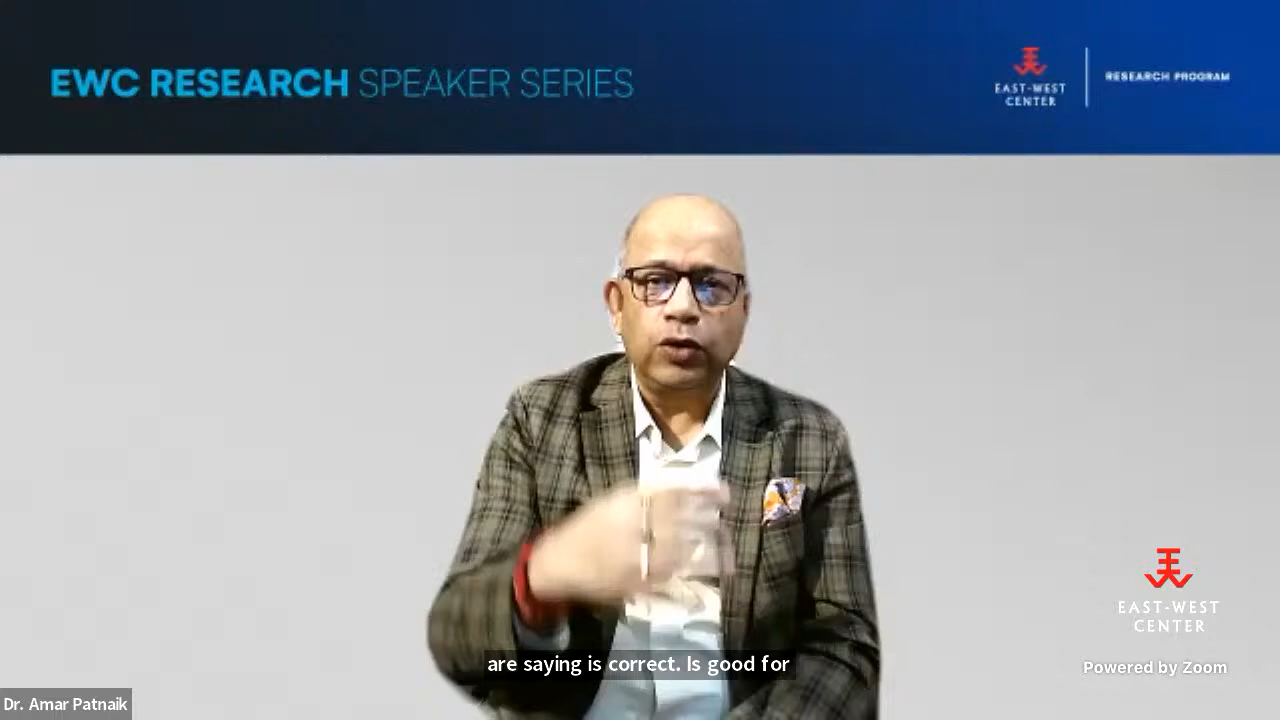 EWC RESEARCH SPEAKER SERIES
EAST-WEST
CENTER
RESEARCH PROGRAM
EAST-WEST
CENTER
are saying is correct. Is good for
Powered by Zoom
Dr. Amar Patnaik